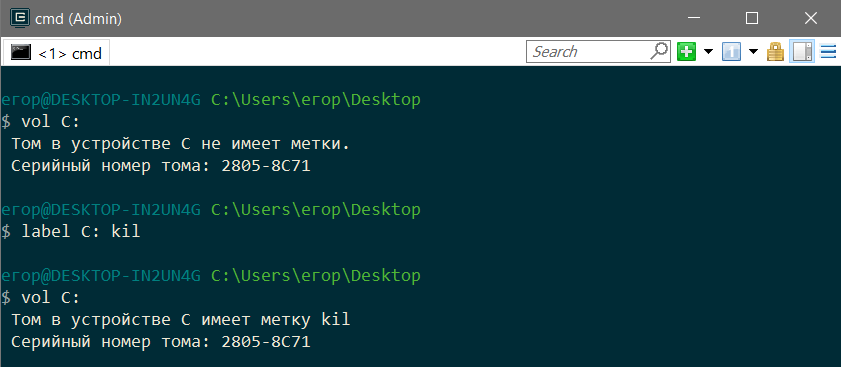 cmd (Admin)
<1> cmd
Search
1
егор@DESKTOP-IN2UN4G C:\Users\егор\Desktop
$ vol C:
Том в устройстве C не имеет метки.
Серийный номер тома: 2805-8C71
егор@DESKTOP-IN2UN4G C:\Users\егор\Desktop
$ label C: kil
егор@DESKTOP-IN2UN4G C:\Users\егор\Desktop
$ vol C:
Том в устройстве C имеет метку kil
Серийный номер тома: 2805-8C71